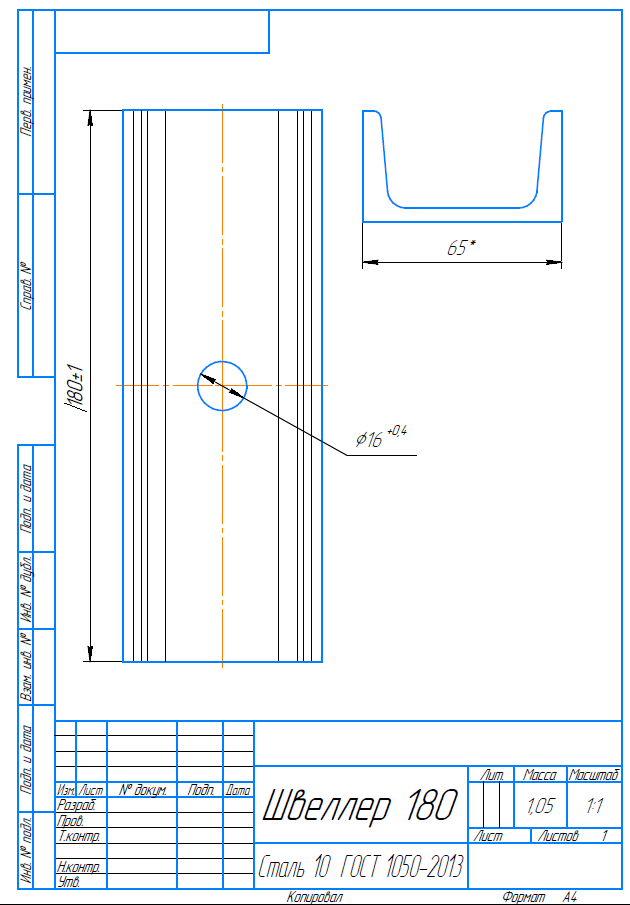 Перв. примен.
Справ. №
Подп. и дата
Инв. № дубл.
Взам. инв. №
Подп. и дата
Инв. № подл.
180±1
65*
⌀16 +0,4
Изм. Лист № докум. Подп. Дата
Разраб.
Пров.
Т.контр.
Н.контр.
Утв.
Швеллер 180
Сталь 10 ГОСТ 1050-2013
Лит. Масса Масштаб
1,05 1:1
Лист Листов 1
Копировал Формат А4